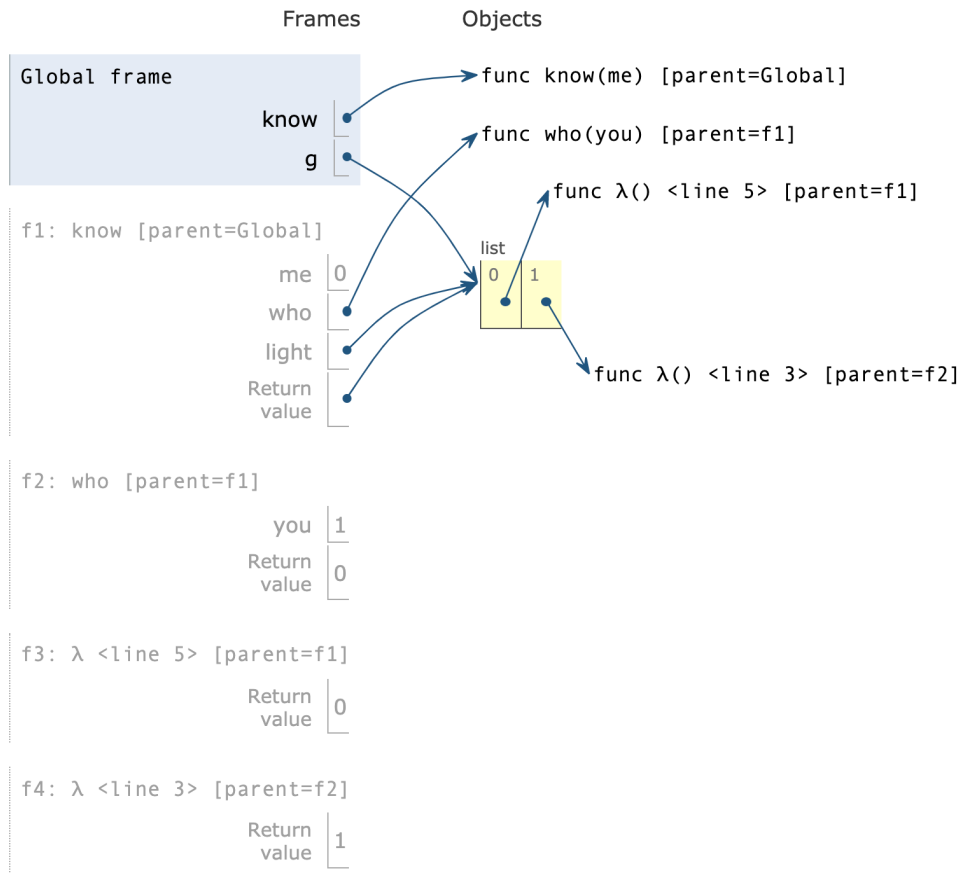 Frames Objects
Global frame
func know(me) [parent=Global]
know
func who(you) [parent=f1]
g
func λ() <line 5> [parent=f1]
f1: know [parent=Global]
list
me 0
0 1
who
light
func λ() <line 3> [parent=f2]
Return
value
f2: who [parent=f1]
you 1
Return
value 0
f3: λ <line 5> [parent=f1]
Return
value 0
f4: λ <line 3> [parent=f2]
Return
value 1